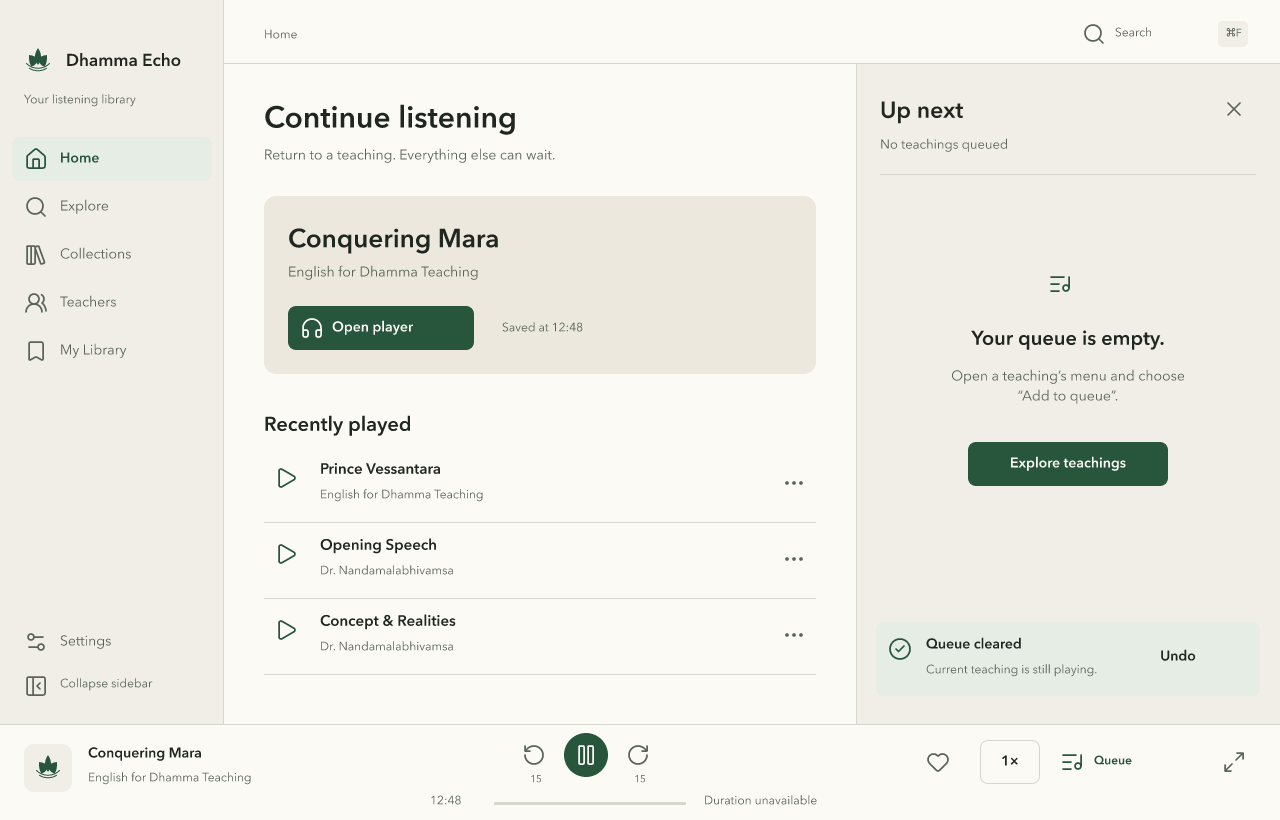 Dhamma Echo
Your listening library
Home
Explore
Collections
Teachers
My Library
Settings
Collapse sidebar
Home
Search
⌘F
Continue listening
Return to a teaching. Everything else can wait.
Conquering Mara
English for Dhamma Teaching
Open player
Saved at 12:48
Recently played
Prince Vessantara
English for Dhamma Teaching
Opening Speech
Dr. Nandamalabhivamsa
Concept & Realities
Dr. Nandamalabhivamsa
Up next
No teachings queued
Your queue is empty.
Open a teaching’s menu and choose
“Add to queue”.
Explore teachings
Queue cleared
Current teaching is still playing.
Undo
Conquering Mara
English for Dhamma Teaching
15
15
12:48
Duration unavailable
1×
Queue